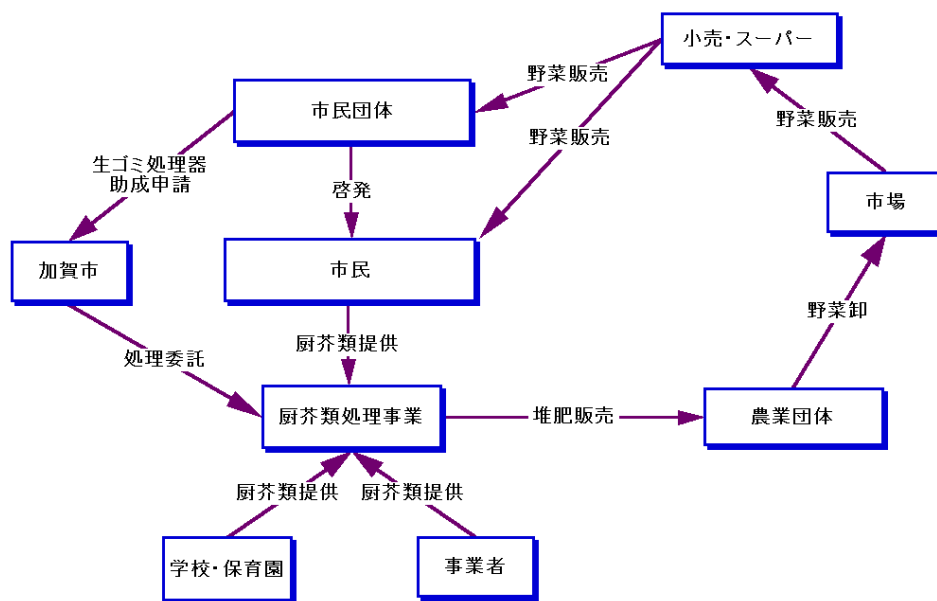 小売・スーパー
野菜販売
市民団体
野菜販売
野菜販売
生ゴミ処理器
助成申請
啓発
市場
加賀市
市民
野菜卸
厨芥類提供
処理委託
厨芥類処理事業
堆肥販売
農業団体
厨芥類提供
厨芥類提供
学校・保育園
事業者